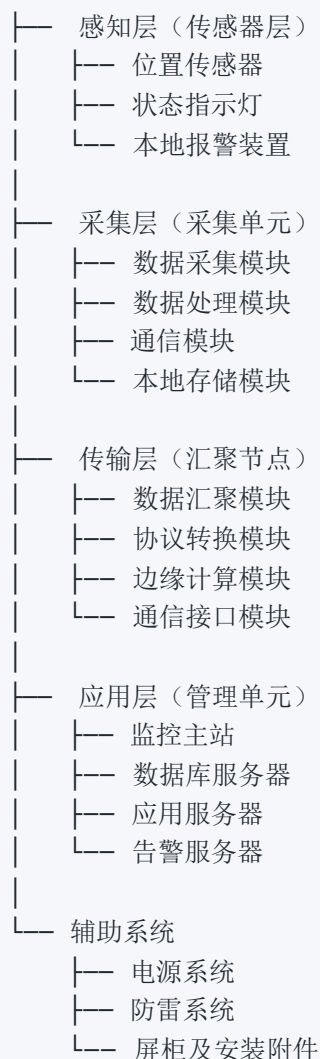 ├── 感知层（传感器层）
│   ├── 位置传感器
│   ├── 状态指示灯
│   └── 本地报警装置
│
├── 采集层（采集单元）
│   ├── 数据采集模块
│   ├── 数据处理模块
│   ├── 通信模块
│   └── 本地存储模块
│
├── 传输层（汇聚节点）
│   ├── 数据汇聚模块
│   ├── 协议转换模块
│   ├── 边缘计算模块
│   └── 通信接口模块
│
├── 应用层（管理单元）
│   ├── 监控主站
│   ├── 数据库服务器
│   ├── 应用服务器
│   └── 告警服务器
│
└── 辅助系统
    ├── 电源系统
    ├── 防雷系统
    └── 屏柜及安装附件